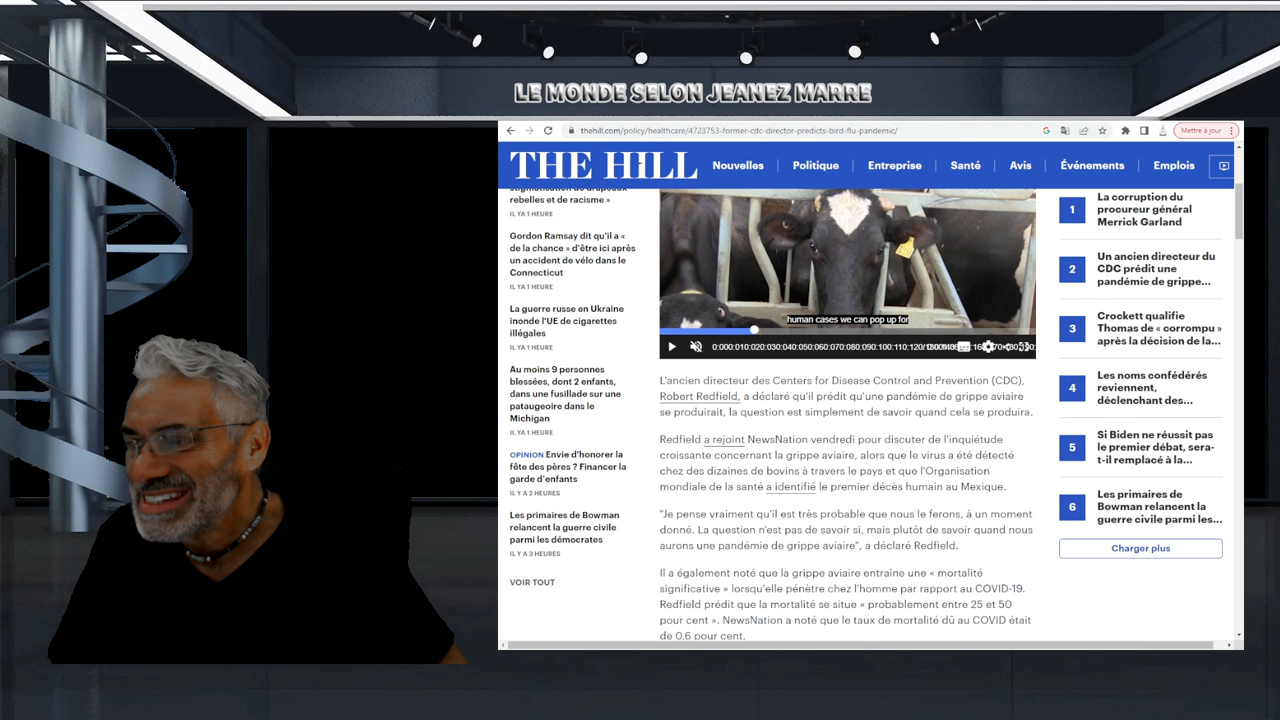 LE MONDE SELON JEANEZ MARRE
thehill.com/policy/healthcare/4723753-former-cdc-director-predicts-bird-flu-pandemic/
Mettre à jour
THE HILL
Nouvelles | Politique | Entreprise | Santé | Avis | Événements | Emplois
stigmatisation de drapeaux
rebelles et de racisme »
IL YA 1 HEURE
Gordon Ramsay dit qu'il a «
de la chance » d'être ici après
un accident de vélo dans le
Connecticut
IL YA 1 HEURE
La guerre russe en Ukraine
inonde l'UE de cigarettes
illégales
IL YA 1 HEURE
Au moins 9 personnes
blessées, dont 2 enfants,
dans une fusillade sur une
pataugeoire dans le
Michigan
IL YA 1 HEURE
OPINION Envie d'honorer la
fête des pères ? Financer la
garde d'enfants
IL Y A 2 HEURES
Les primaires de Bowman
relancent la guerre civile
parmi les démocrates
IL Y A 3 HEURES
VOIR TOUT
human cases we can pop up for
L'ancien directeur des Centers for Disease Control and Prevention (CDC),
Robert Redfield, a déclaré qu'il prédit qu'une pandémie de grippe aviaire
se produirait, la question est simplement de savoir quand cela se produira.
Redfield a rejoint NewsNation vendredi pour discuter de l'inquiétude
croissante concernant la grippe aviaire, alors que le virus a été détecté
chez des dizaines de bovins à travers le pays et que l'Organisation
mondiale de la santé a identifié le premier décès humain au Mexique.
"Je pense vraiment qu'il est très probable que nous le ferons, à un moment
donné. La question n'est pas de savoir si, mais plutôt de savoir quand nous
aurons une pandémie de grippe aviaire", a déclaré Redfield.
Il a également noté que la grippe aviaire entraîne une « mortalité
significative » lorsqu'elle pénètre chez l'homme par rapport au COVID-19.
Redfield prédit que la mortalité se situe « probablement entre 25 et 50
pour cent ». NewsNation a noté que le taux de mortalité dû au COVID était
de 0,6 pour cent.
1 La corruption du
procureur général
Merrick Garland
2 Un ancien directeur du
CDC prédit une
pandémie de grippe...
3 Crockett qualifie
Thomas de « corrompu »
après la décision de la...
4 Les noms confédérés
reviennent,
déclenchant des...
5 Si Biden ne réussit pas
le premier débat, sera-
t-il remplacé à la...
6 Les primaires de
Bowman relancent la
guerre civile parmi les...
Charger plus